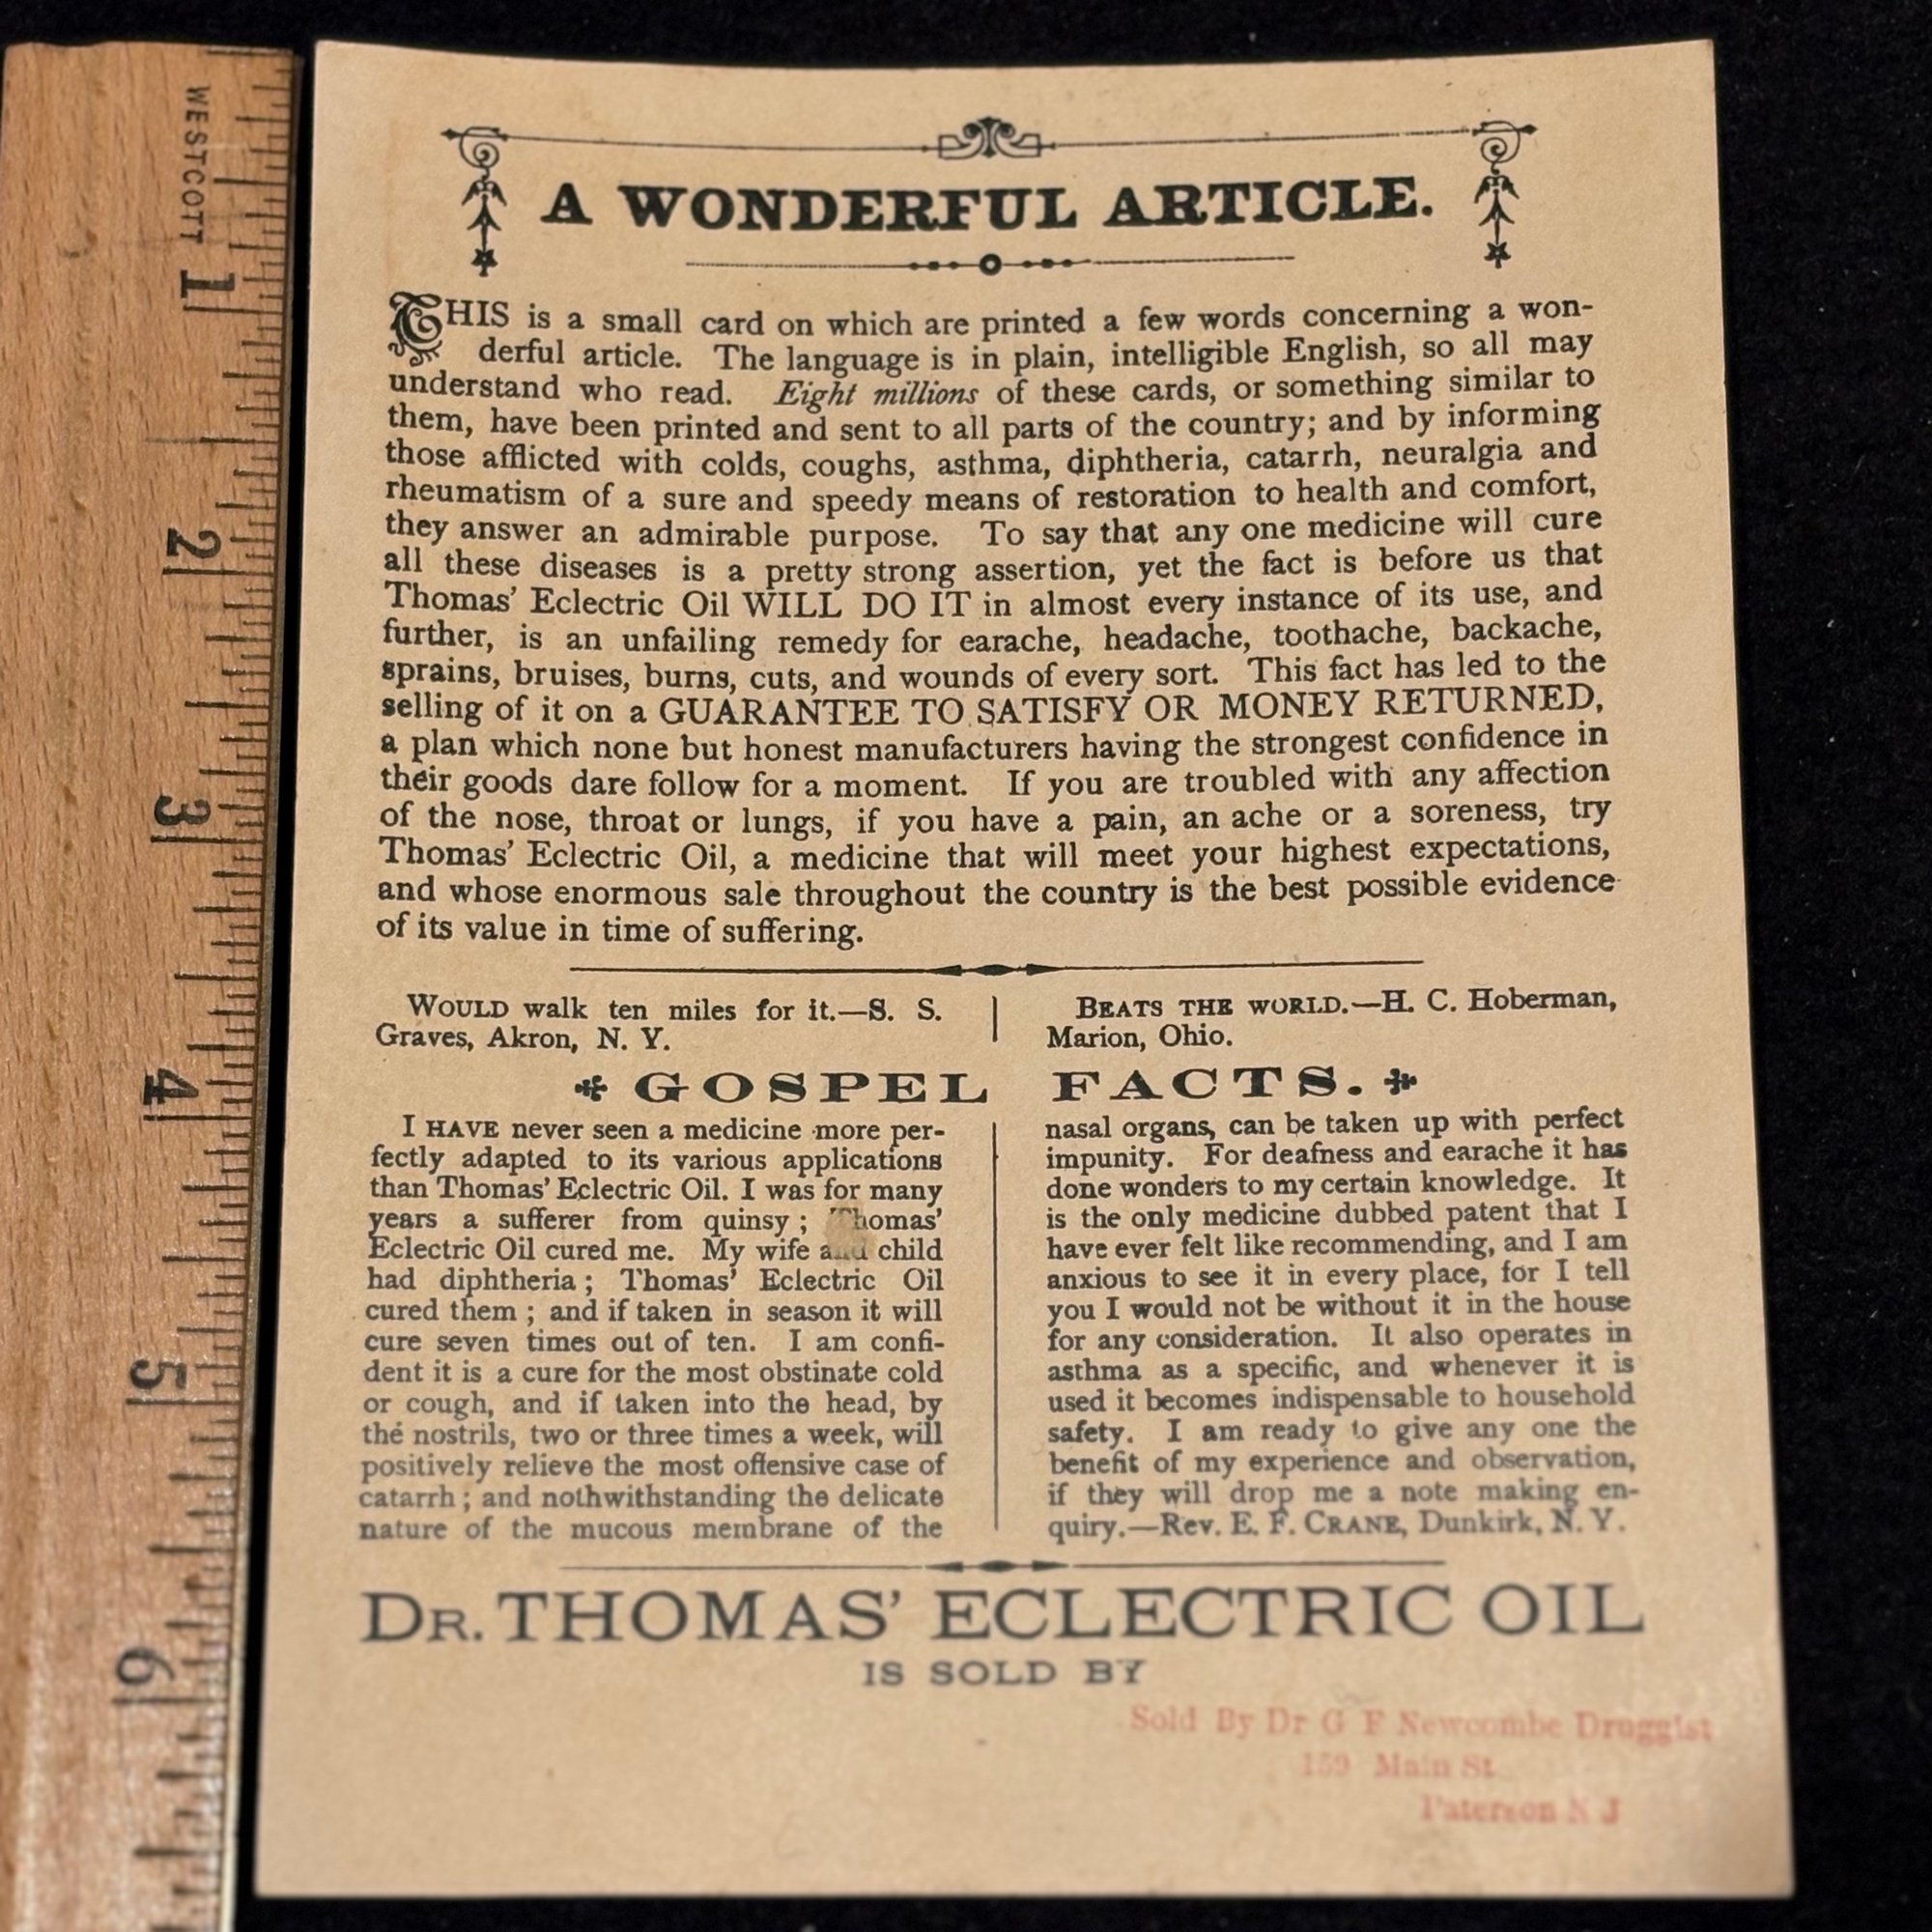 WESTCOTT
1
2
3
4
5
6
A WONDERFUL ARTICLE.
THIS is a small card on which are printed a few words concerning a won-
derful article. The language is in plain, intelligible English, so all may
understand who read. Eight millions of these cards, or something similar to
them, have been printed and sent to all parts of the country; and by informing
those afflicted with colds, coughs, asthma, diphtheria, catarrh, neuralgia and
rheumatism of a sure and speedy means of restoration to health and comfort,
they answer an admirable purpose. To say that any one medicine will cure
all these diseases is a pretty strong assertion, yet the fact is before us that
Thomas' Eclectric Oil WILL DO IT in almost every instance of its use, and
further, is an unfailing remedy for earache, headache, toothache, backache,
sprains, bruises, burns, cuts, and wounds of every sort. This fact has led to the
selling of it on a GUARANTEE TO SATISFY OR MONEY RETURNED,
a plan which none but honest manufacturers having the strongest confidence in
their goods dare follow for a moment. If you are troubled with any affection
of the nose, throat or lungs, if you have a pain, an ache or a soreness, try
Thomas' Eclectric Oil, a medicine that will meet your highest expectations,
and whose enormous sale throughout the country is the best possible evidence
of its value in time of suffering.
WOULD walk ten miles for it.—S. S.
Graves, Akron, N. Y.
BEATS THE WORLD.—H. C. Hoberman,
Marion, Ohio.
GOSPEL FACTS.
I HAVE never seen a medicine more per-
fectly adapted to its various applications
than Thomas' Eclectric Oil. I was for many
years a sufferer from quinsy; Thomas'
Eclectric Oil cured me. My wife and child
had diphtheria; Thomas' Eclectric Oil
cured them; and if taken in season it will
cure seven times out of ten. I am confi-
dent it is a cure for the most obstinate cold
or cough, and if taken into the head, by
the nostrils, two or three times a week, will
positively relieve the most offensive case of
catarrh; and nothwithstanding the delicate
nature of the mucous membrane of the
nasal organs, can be taken up with perfect
impunity. For deafness and earache it has
done wonders to my certain knowledge. It
is the only medicine dubbed patent that I
have ever felt like recommending, and I am
anxious to see it in every place, for I tell
you I would not be without it in the house
for any consideration. It also operates in
asthma as a specific, and whenever it is
used it becomes indispensable to household
safety. I am ready to give any one the
benefit of my experience and observation,
if they will drop me a note making en-
quiry.—Rev. E. F. CRANE, Dunkirk, N. Y.
DR. THOMAS' ECLECTRIC OIL
IS SOLD BY
Sold By Dr G F Newcombe Druggist
159 Main St
Paterson N J